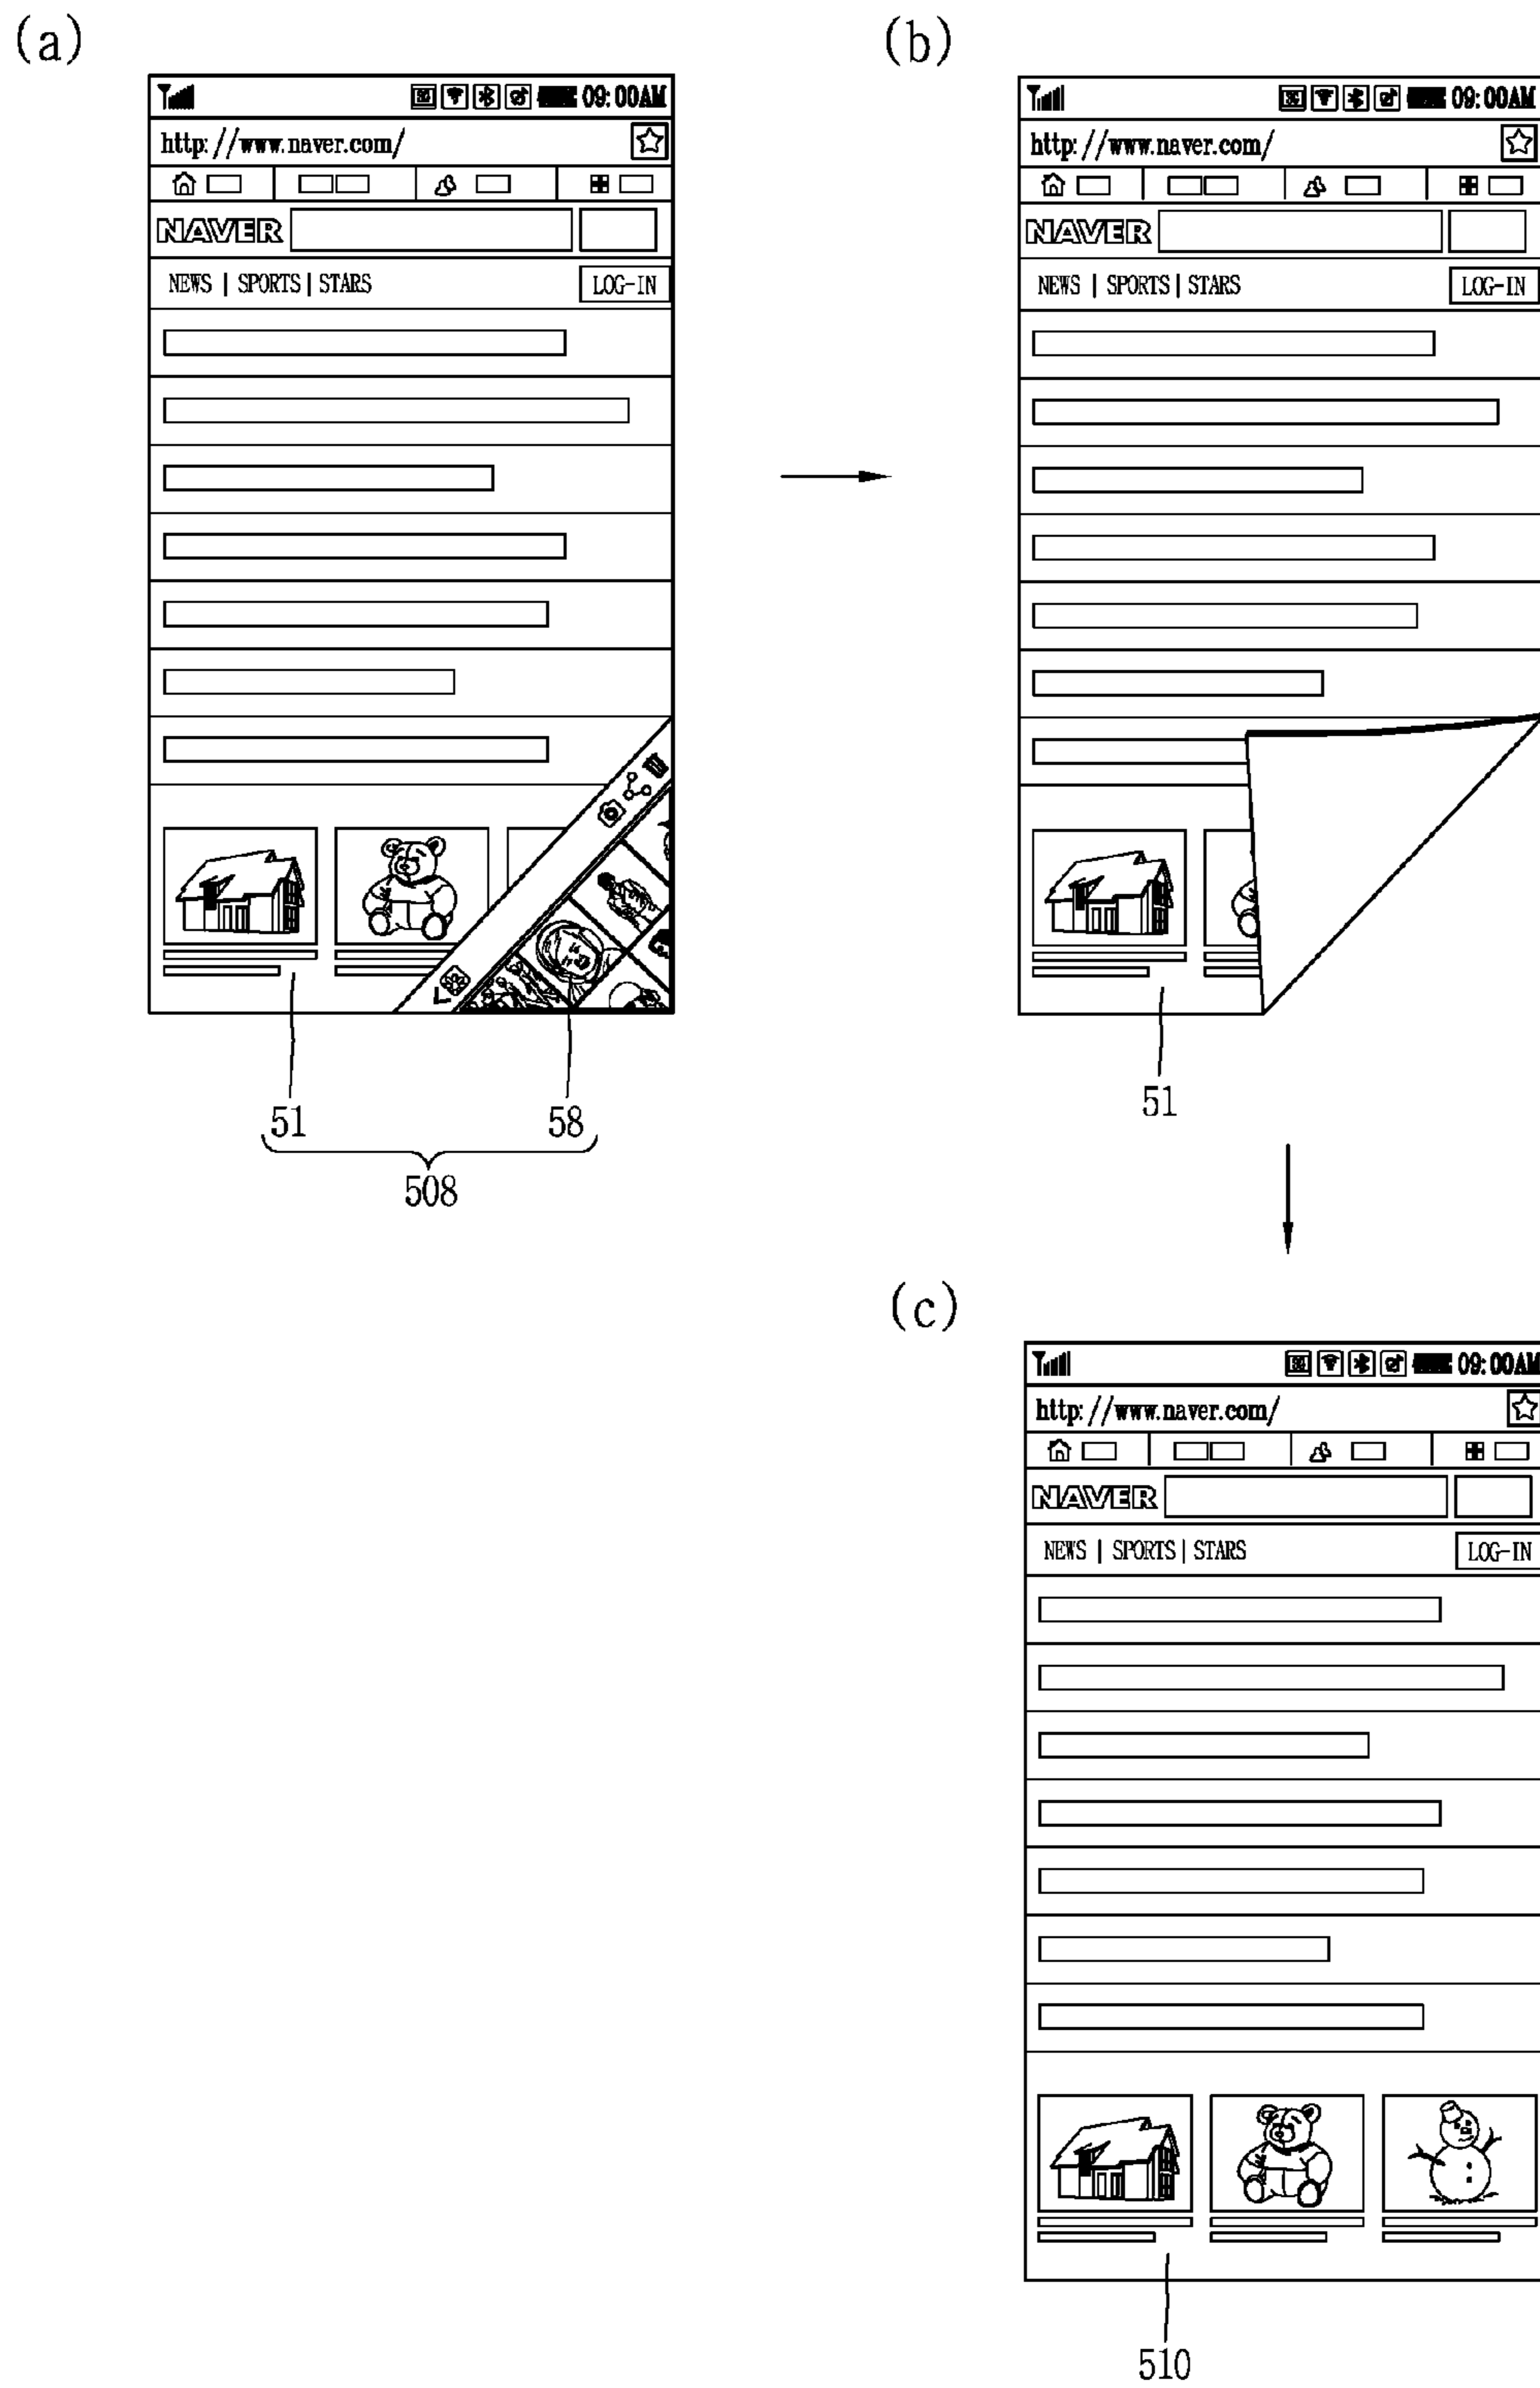 (a)
09:00AM
http://www.naver.com/
NAVER
NEWS | SPORTS | STARS
LOG-IN
51
58
508
(b)
09:00AM
http://www.naver.com/
NAVER
NEWS | SPORTS | STARS
LOG-IN
51
(c)
09:00AM
http://www.naver.com/
NAVER
NEWS | SPORTS | STARS
LOG-IN
510